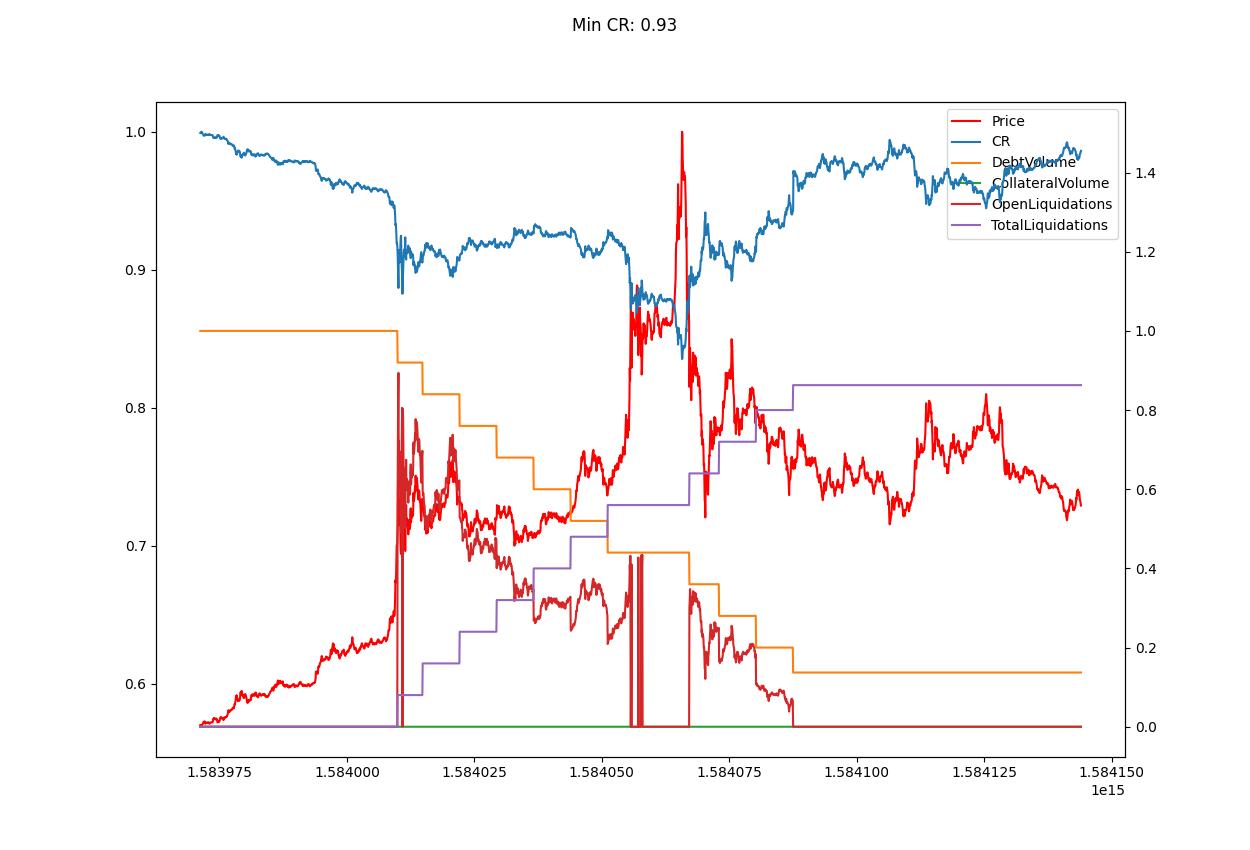 Min CR: 0.93
Price
CR
DebtVolume
CollateralVolume
OpenLiquidations
TotalLiquidations
1.0
0.9
0.8
0.7
0.6
1.4
1.2
1.0
0.8
0.6
0.4
0.2
0.0
1.583975 1.584000 1.584025 1.584050 1.584075 1.584100 1.584125 1.584150
1e15